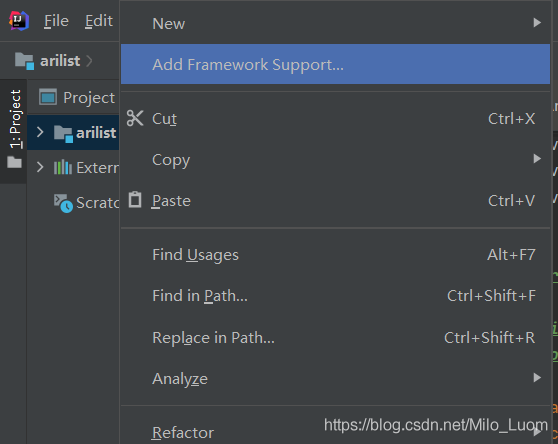 IJ File Edit
New
arilist
Add Framework Support...
1: Project
Project
Cut Ctrl+X
arilist
Copy
Extern
Paste Ctrl+V
Scratc
Find Usages Alt+F7
Find in Path... Ctrl+Shift+F
Replace in Path... Ctrl+Shift+R
Analyze
Refactor
https://blog.csdn.net/Milo_Luom